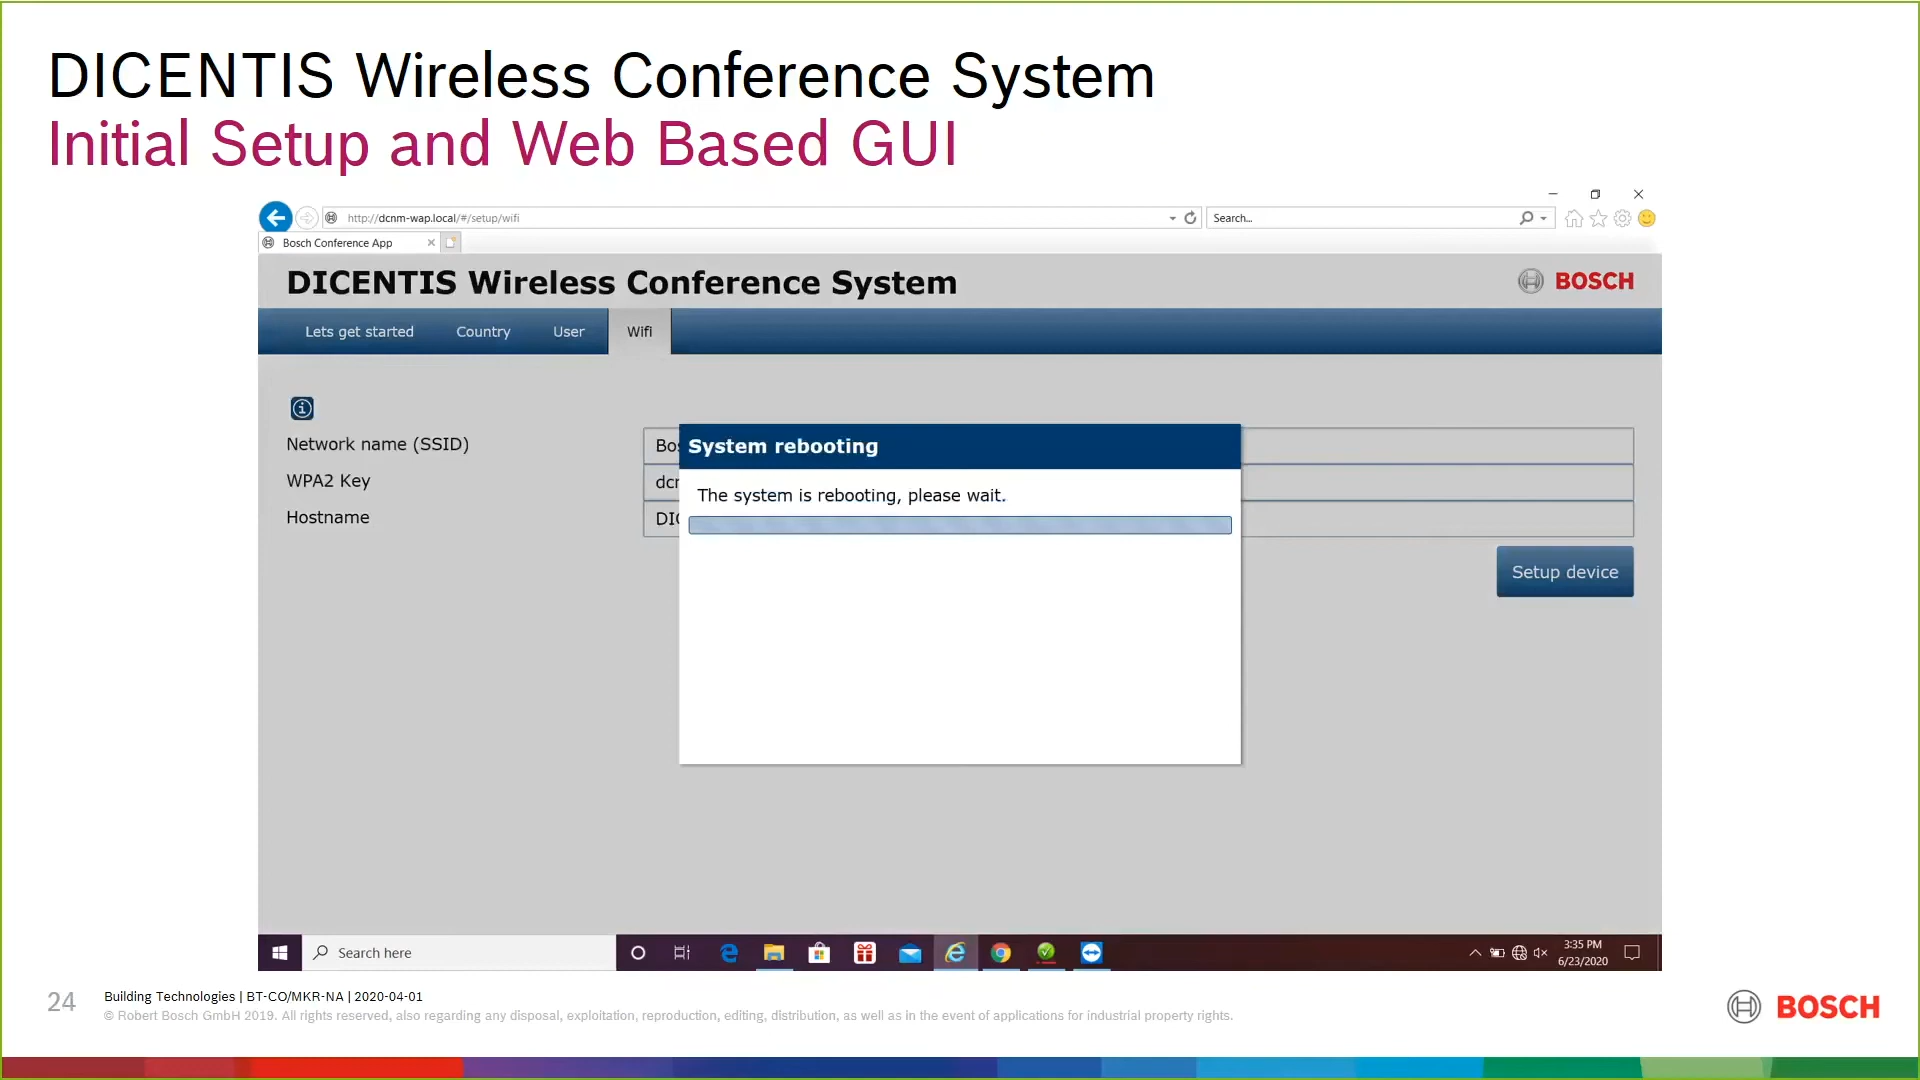 DICENTIS Wireless Conference System
Initial Setup and Web Based GUI
http://dcnm-wap.local/#/setup/wifi
Search...
Bosch Conference App
DICENTIS Wireless Conference System
BOSCH
Lets get started
Country
User
Wifi
Network name (SSID)
WPA2 Key
Hostname
Bos
dcn
DIC
System rebooting
The system is rebooting, please wait.
Setup device
Search here
3:35 PM
6/23/2020
24
Building Technologies | BT-CO/MKR-NA | 2020-04-01
© Robert Bosch GmbH 2019. All rights reserved, also regarding any disposal, exploitation, reproduction, editing, distribution, as well as in the event of applications for industrial property rights.
BOSCH